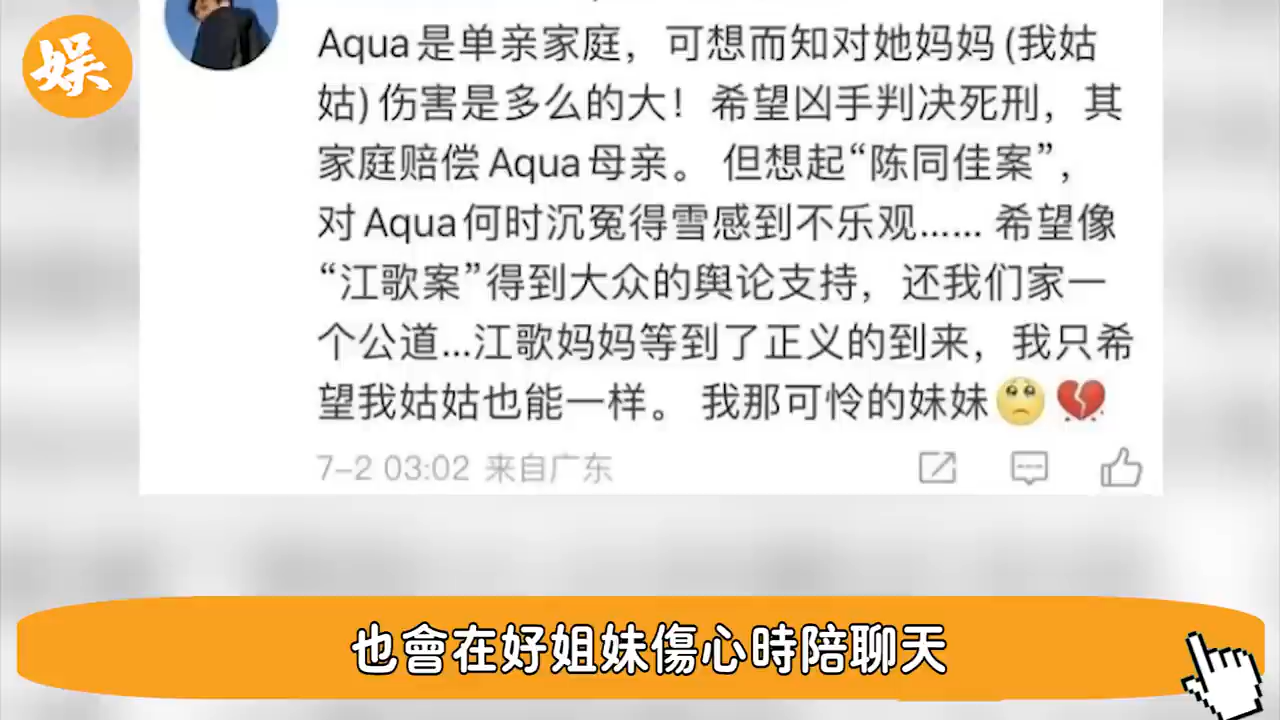 娱
Aqua是单亲家庭，可想而知对她妈妈(我姑
姑)伤害是多么的大！希望凶手判决死刑，其
家庭赔偿Aqua母亲。但想起“陈同佳案”，
对Aqua何时沉冤得雪感到不乐观...... 希望像
“江歌案”得到大众的舆论支持，还我们家一
个公道...江歌妈妈等到了正义的到来，我只希
望我姑姑也能一样。我那可怜的妹妹🥺💔
7-2 03:02 来自广东
也會在好姐妹傷心時陪聊天